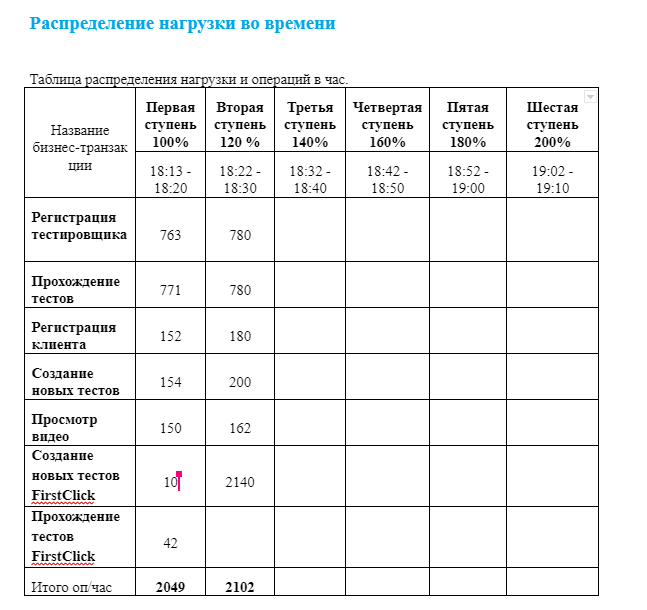 Распределение нагрузки во времени
Таблица распределения нагрузки и операций в час.
Название
бизнес-транзак
ции
Первая
ступень
100%
Вторая
ступень
120 %
Третья
ступень
140%
Четвертая
ступень
160%
Пятая
ступень
180%
Шестая
ступень
200%
18:13 -
18:20
18:22 -
18:30
18:32 -
18:40
18:42 -
18:50
18:52 -
19:00
19:02 -
19:10
Регистрация
тестировщика
763
780
Прохождение
тестов
771
780
Регистрация
клиента
152
180
Создание
новых тестов
154
200
Просмотр
видео
150
162
Создание
новых тестов
FirstClick
10
2140
Прохождение
тестов
FirstClick
42
Итого оп/час
2049
2102